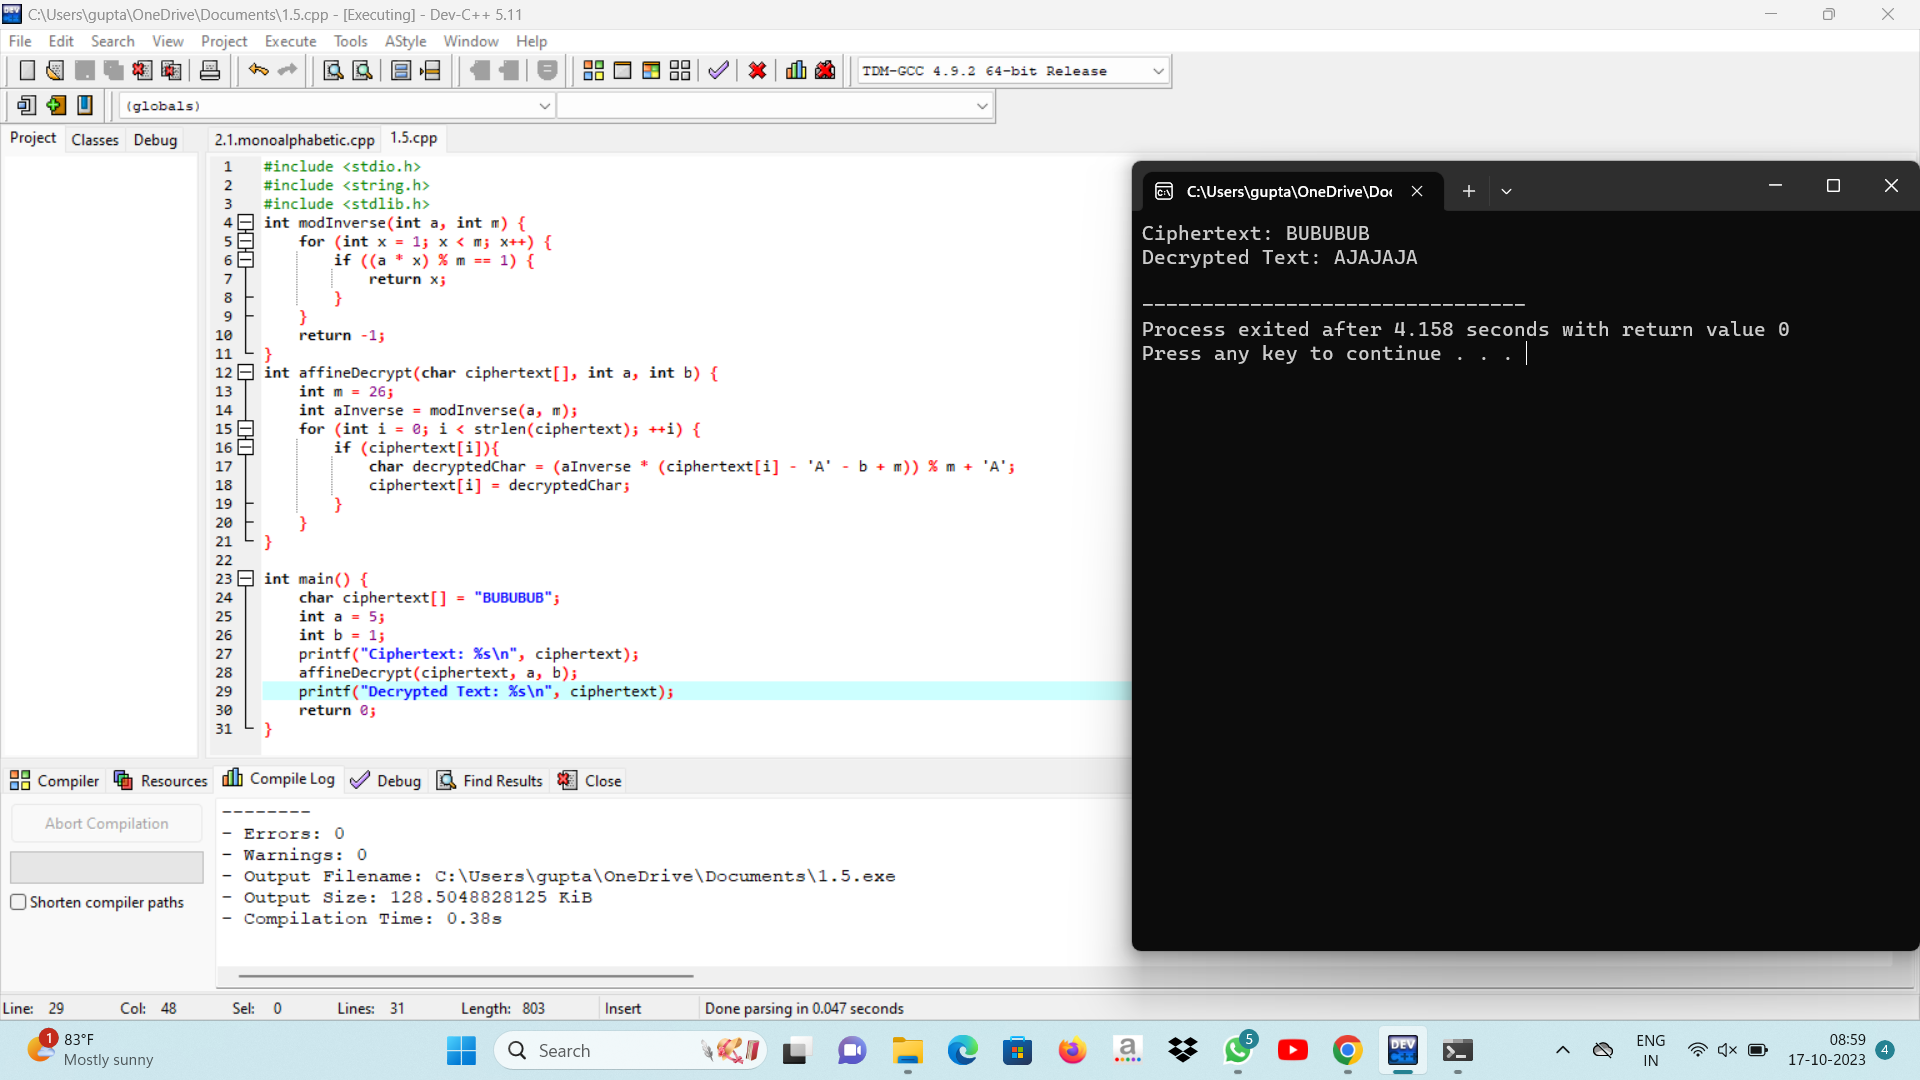 C:\Users\gupta\OneDrive\Documents\1.5.cpp - [Executing] - Dev-C++ 5.11
File Edit Search View Project Execute Tools AStyle Window Help
TDM-GCC 4.9.2 64-bit Release
(globals)
Project Classes Debug 2.1.monoalphabetic.cpp 1.5.cpp
1 #include <stdio.h>
2 #include <string.h>
3 #include <stdlib.h>
4 int modInverse(int a, int m) {
5 for (int x = 1; x < m; x++) {
6 if ((a * x) % m == 1) {
7 return x;
8 }
9 }
10 return -1;
11 }
12 int affineDecrypt(char ciphertext[], int a, int b) {
13 int m = 26;
14 int aInverse = modInverse(a, m);
15 for (int i = 0; i < strlen(ciphertext); ++i) {
16 if (ciphertext[i]){
17 char decryptedChar = (aInverse * (ciphertext[i] - 'A' - b + m)) % m + 'A';
18 ciphertext[i] = decryptedChar;
19 }
20 }
21 }
22
23 int main() {
24 char ciphertext[] = "BUBUBUB";
25 int a = 5;
26 int b = 1;
27 printf("Ciphertext: %s\n", ciphertext);
28 affineDecrypt(ciphertext, a, b);
29 printf("Decrypted Text: %s\n", ciphertext);
30 return 0;
31 }
C:\Users\gupta\OneDrive\Doc
Ciphertext: BUBUBUB
Decrypted Text: AJAJAJA
--------------------------------
Process exited after 4.158 seconds with return value 0
Press any key to continue . . .
Compiler Resources Compile Log Debug Find Results Close
Abort Compilation
Shorten compiler paths
--------
- Errors: 0
- Warnings: 0
- Output Filename: C:\Users\gupta\OneDrive\Documents\1.5.exe
- Output Size: 128.5048828125 KiB
- Compilation Time: 0.38s
Line: 29 Col: 48 Sel: 0 Lines: 31 Length: 803 Insert Done parsing in 0.047 seconds
1
83°F
Mostly sunny
Search
a
5
DEV
C++
ENG
IN
08:59
17-10-2023
4